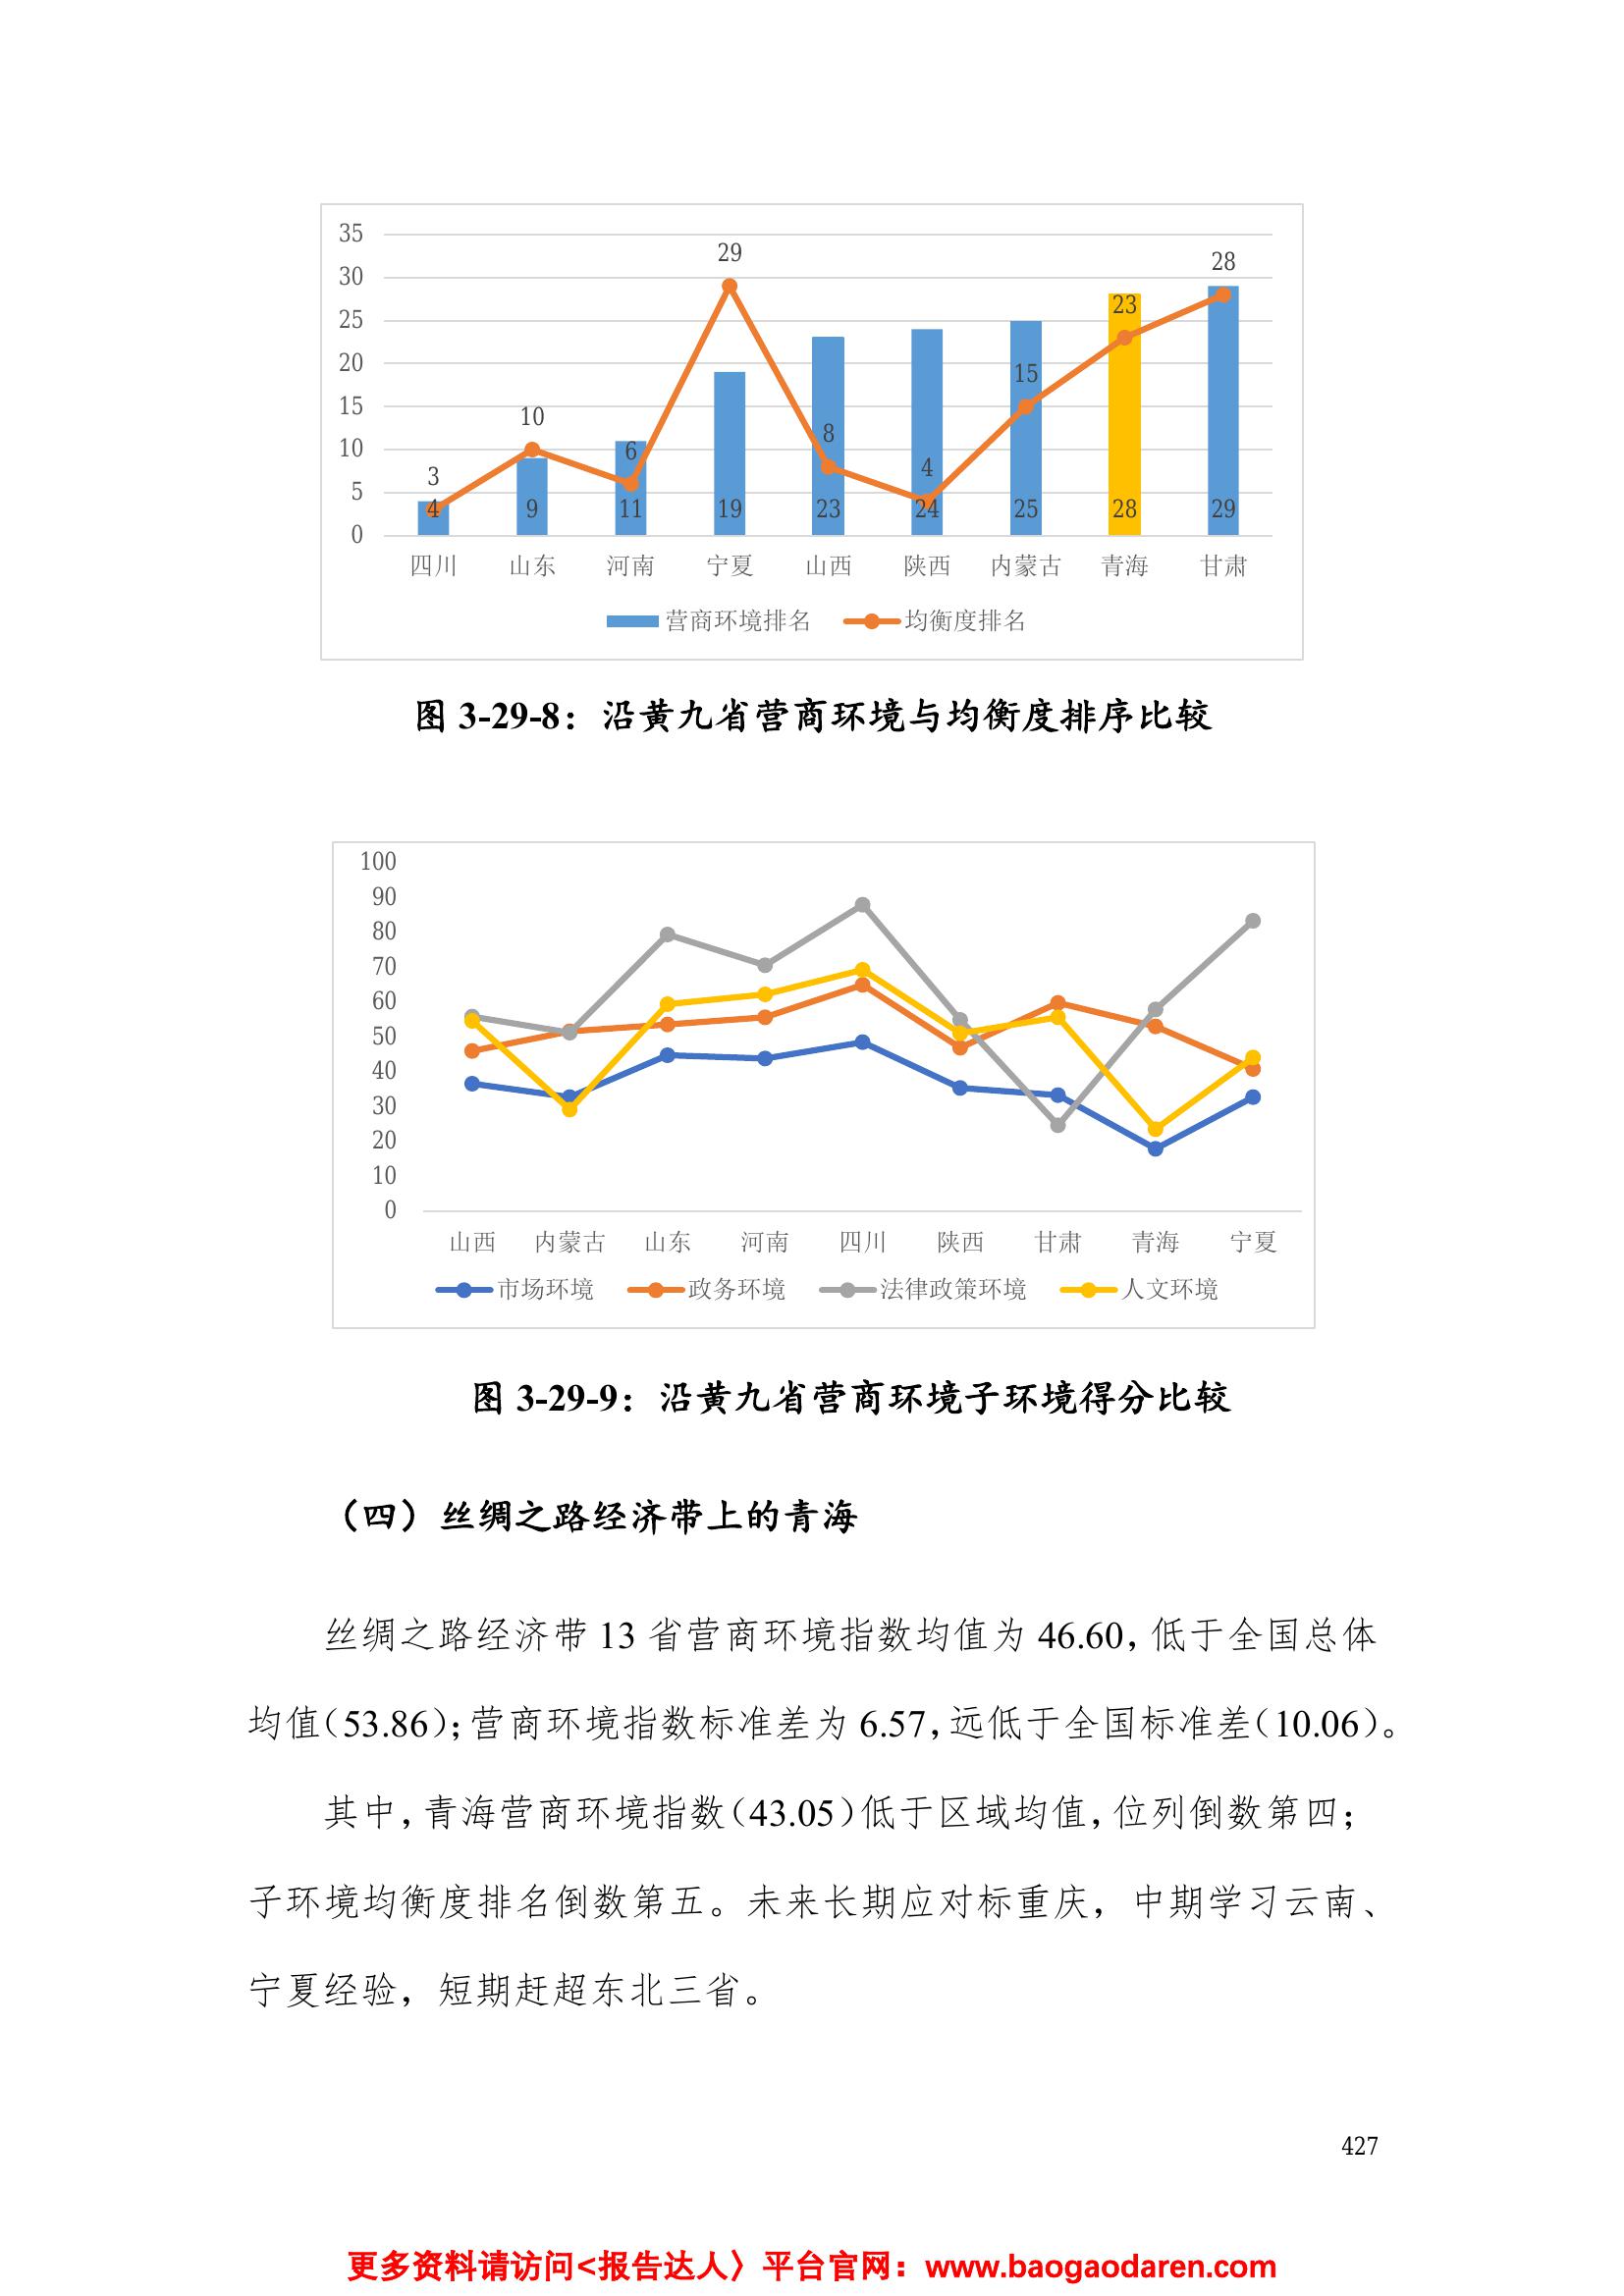 35
30
25
20
15
10
5
0
3 10 6 29 8 4 15 23 28
4 9 11 19 23 24 25 28 29
四川 山东 河南 宁夏 山西 陕西 内蒙古 青海 甘肃
营商环境排名 均衡度排名
图 3-29-8：沿黄九省营商环境与均衡度排序比较
100
90
80
70
60
50
40
30
20
10
0
山西 内蒙古 山东 河南 四川 陕西 甘肃 青海 宁夏
市场环境 政务环境 法律政策环境 人文环境
图 3-29-9：沿黄九省营商环境子环境得分比较
（四）丝绸之路经济带上的青海
丝绸之路经济带 13 省营商环境指数均值为 46.60，低于全国总体
均值（53.86）；营商环境指数标准差为 6.57，远低于全国标准差（10.06）。
其中，青海营商环境指数（43.05）低于区域均值，位列倒数第四；
子环境均衡度排名倒数第五。未来长期应对标重庆，中期学习云南、
宁夏经验，短期赶超东北三省。
427
更多资料请访问<报告达人〉平台官网：www.baogaodaren.com